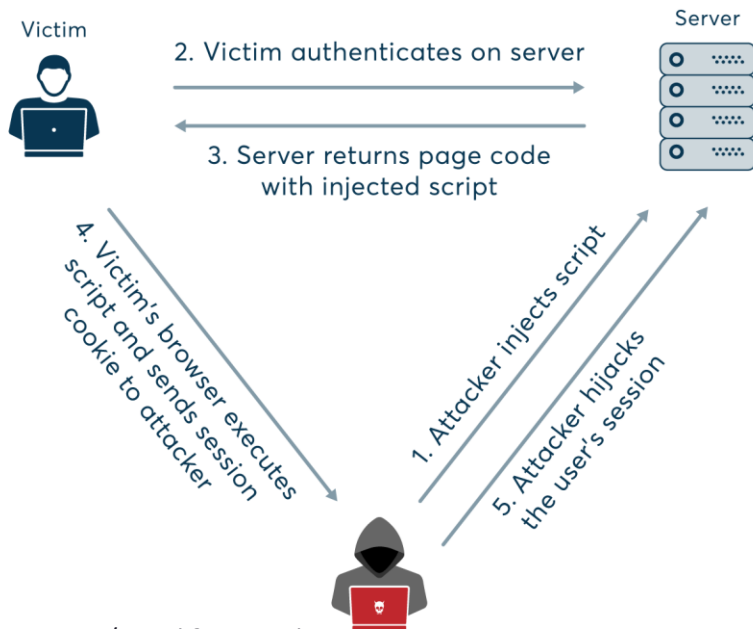 Victim
Server
2. Victim authenticates on server
3. Server returns page code
with injected script
4. Victim's browser executes
script and sends session
cookie to attacker
1. Attacker injects script
5. Attacker hijacks
the user's session